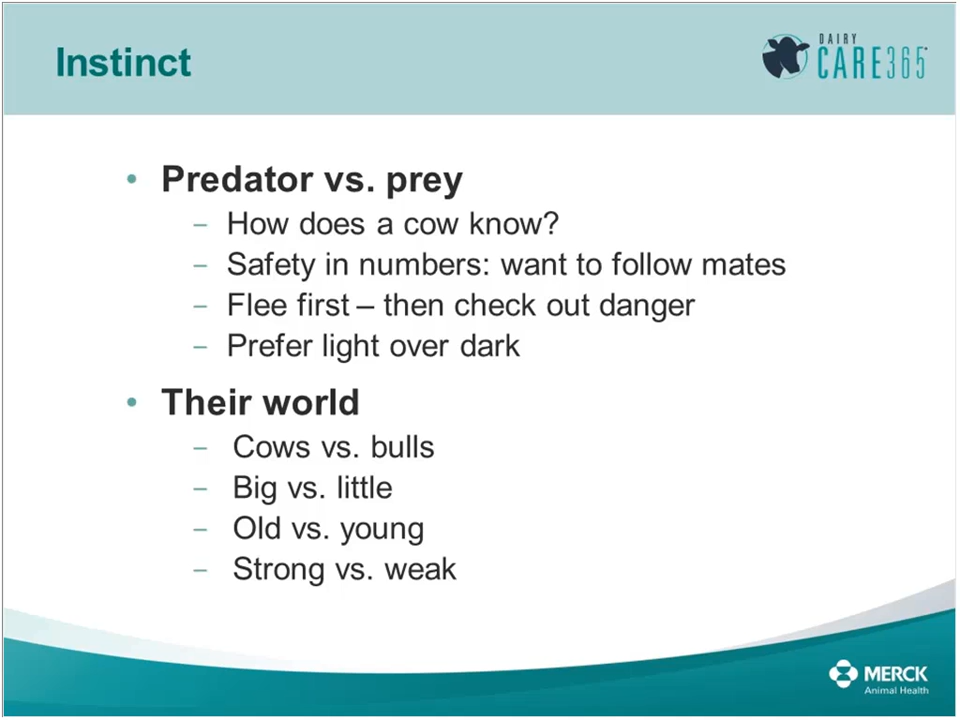 Instinct
DAIRY
CARE365™
• Predator vs. prey
– How does a cow know?
– Safety in numbers: want to follow mates
– Flee first – then check out danger
– Prefer light over dark
• Their world
– Cows vs. bulls
– Big vs. little
– Old vs. young
– Strong vs. weak
MERCK
Animal Health